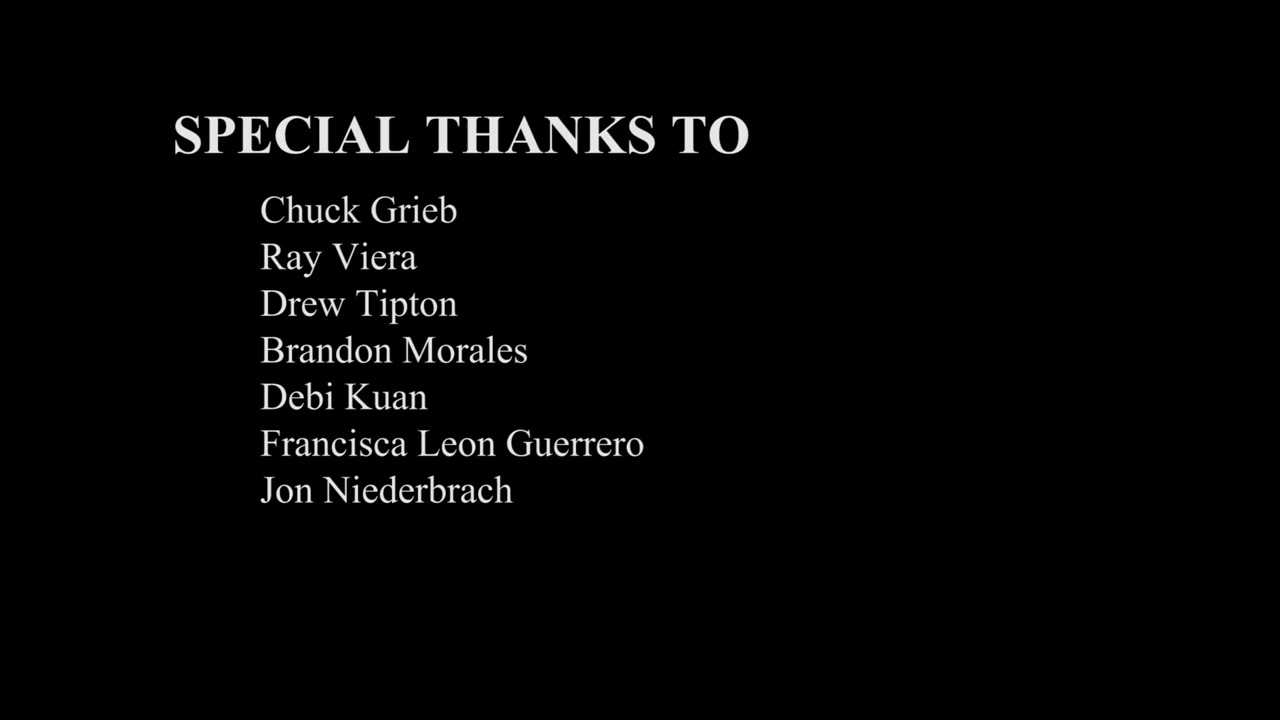 SPECIAL THANKS TO
Chuck Grieb
Ray Viera
Drew Tipton
Brandon Morales
Debi Kuan
Francisca Leon Guerrero
Jon Niederbrach